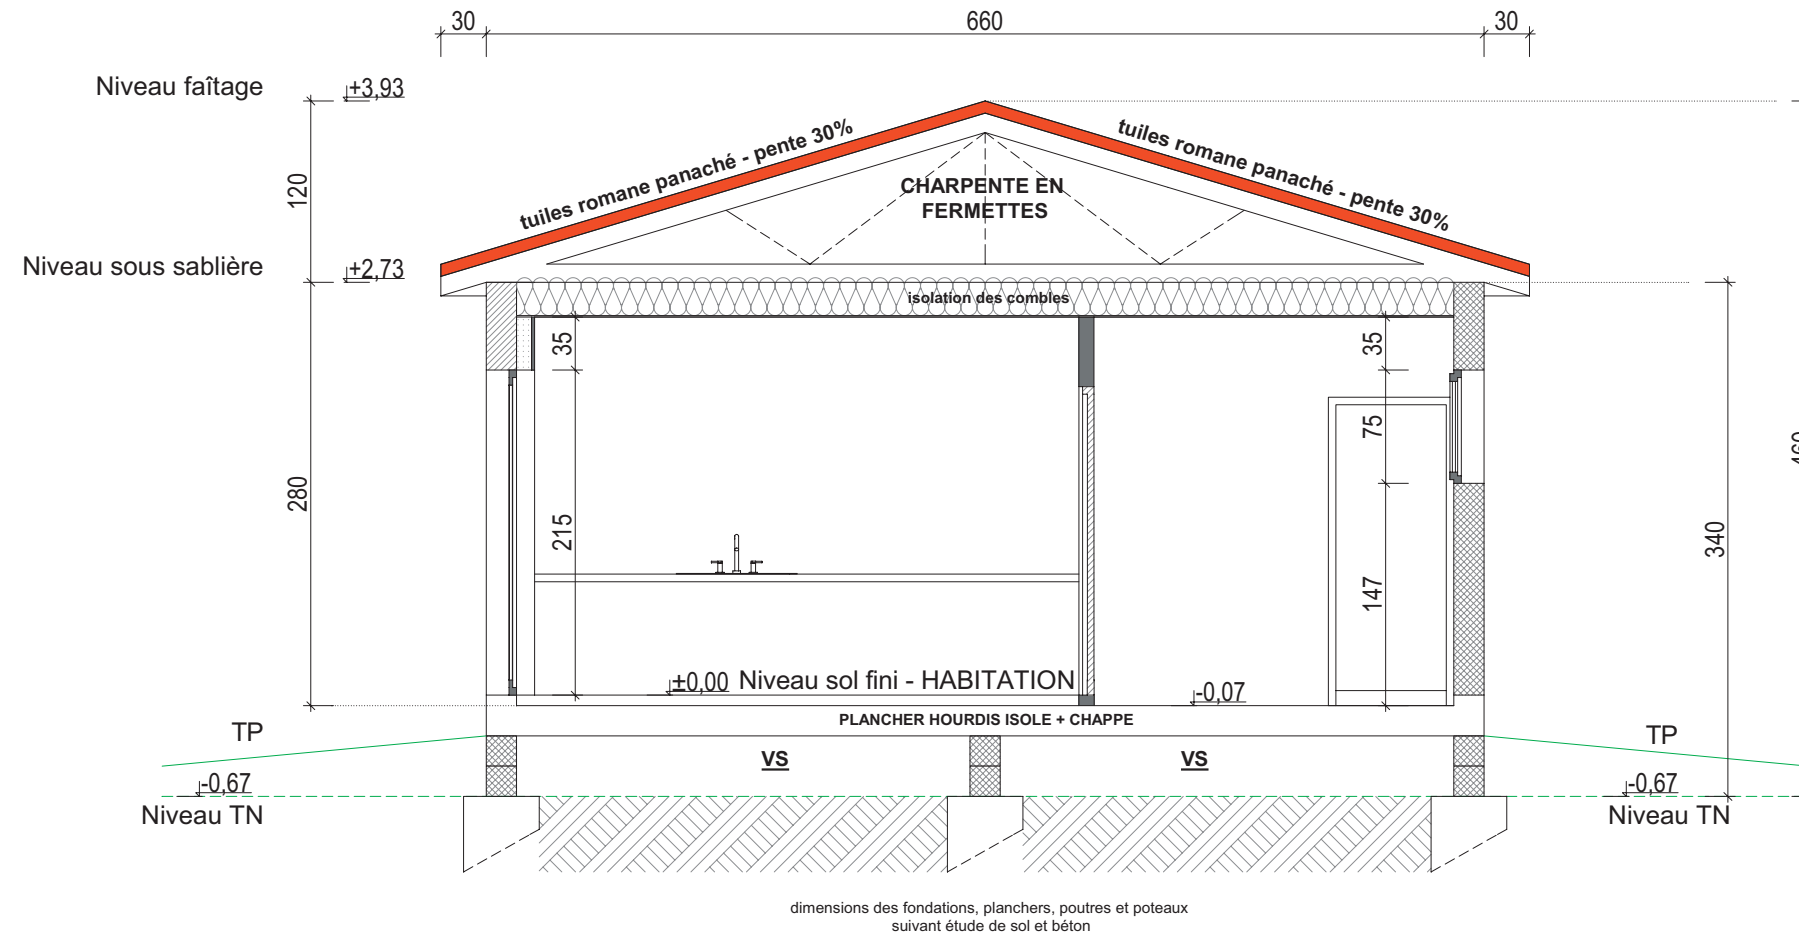 30
660
30
Niveau faîtage
+3,93
tuiles romane panaché - pente 30%
tuiles romane panaché - pente 30%
120
CHARPENTE EN
FERMETTES
Niveau sous sablière
+2,73
isolation des combles
35
35
75
460
280
215
340
147
±0,00 Niveau sol fini - HABITATION
-0,07
PLANCHER HOURDIS ISOLE + CHAPPE
TP
TP
VS
VS
-0,67
-0,67
Niveau TN
Niveau TN
dimensions des fondations, planchers, poutres et poteaux
suivant étude de sol et béton